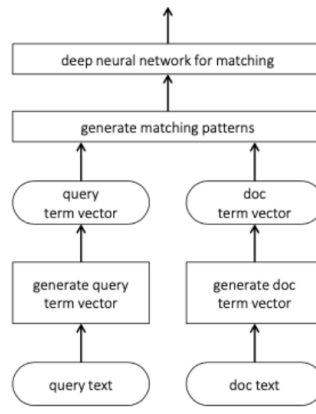 deep neural network for matching
generate matching patterns
query
term vector
doc
term vector
generate query
term vector
generate doc
term vector
query text
doc text